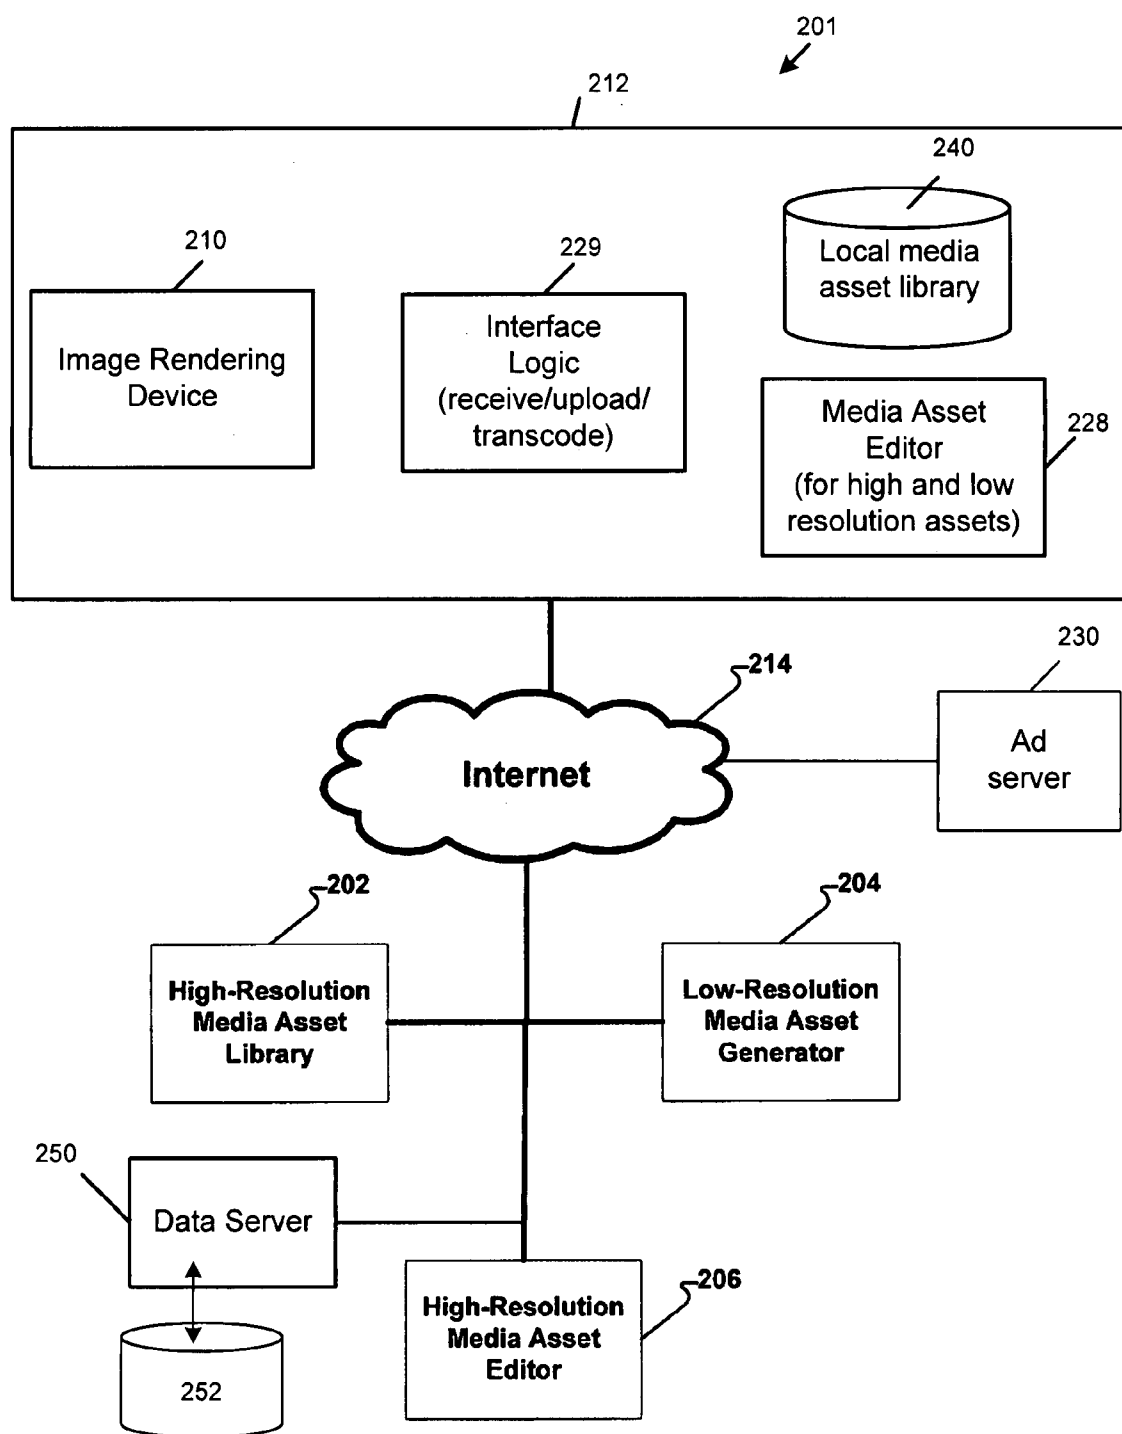 201
212
240
Local media
asset library
210
Image Rendering
Device
229
Interface
Logic
(receive/upload/
transcode)
Media Asset
Editor
(for high and low
resolution assets)
228
214
Internet
230
Ad
server
202
High-Resolution
Media Asset
Library
204
Low-Resolution
Media Asset
Generator
250
Data Server
252
206
High-Resolution
Media Asset
Editor